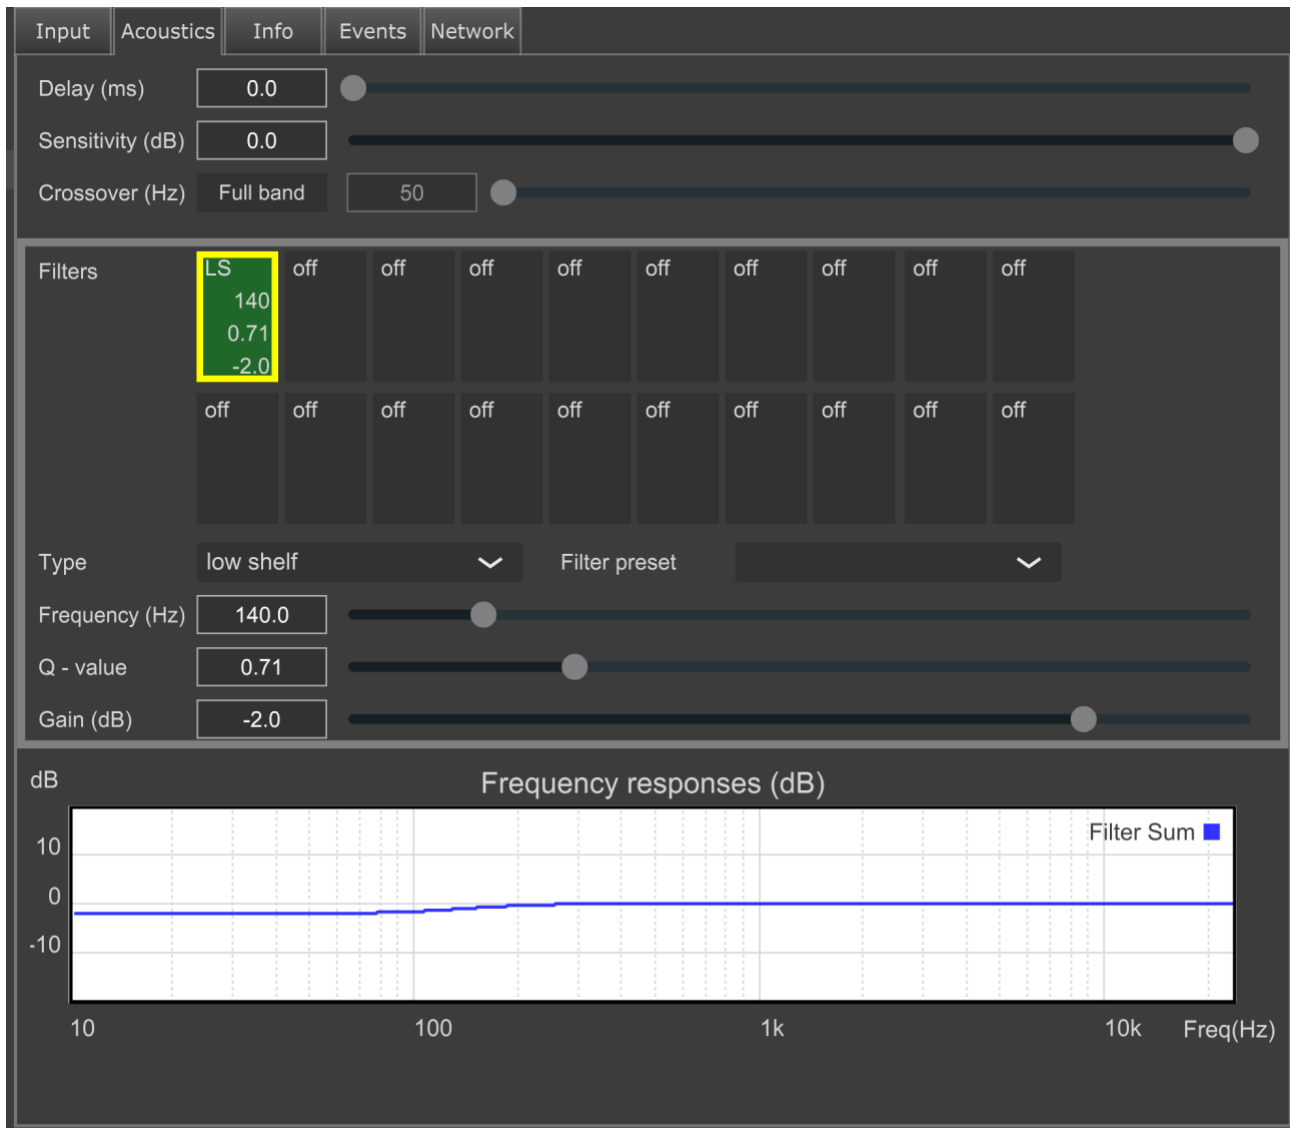 Input Acoustics Info Events Network
Delay (ms) 0.0
Sensitivity (dB) 0.0
Crossover (Hz) Full band 50
Filters LS off off off off off off off off off
140
0.71
-2.0
off off off off off off off off off off
Type low shelf Filter preset
Frequency (Hz) 140.0
Q - value 0.71
Gain (dB) -2.0
dB Frequency responses (dB)
Filter Sum
10
0
-10
10 100 1k 10k Freq(Hz)